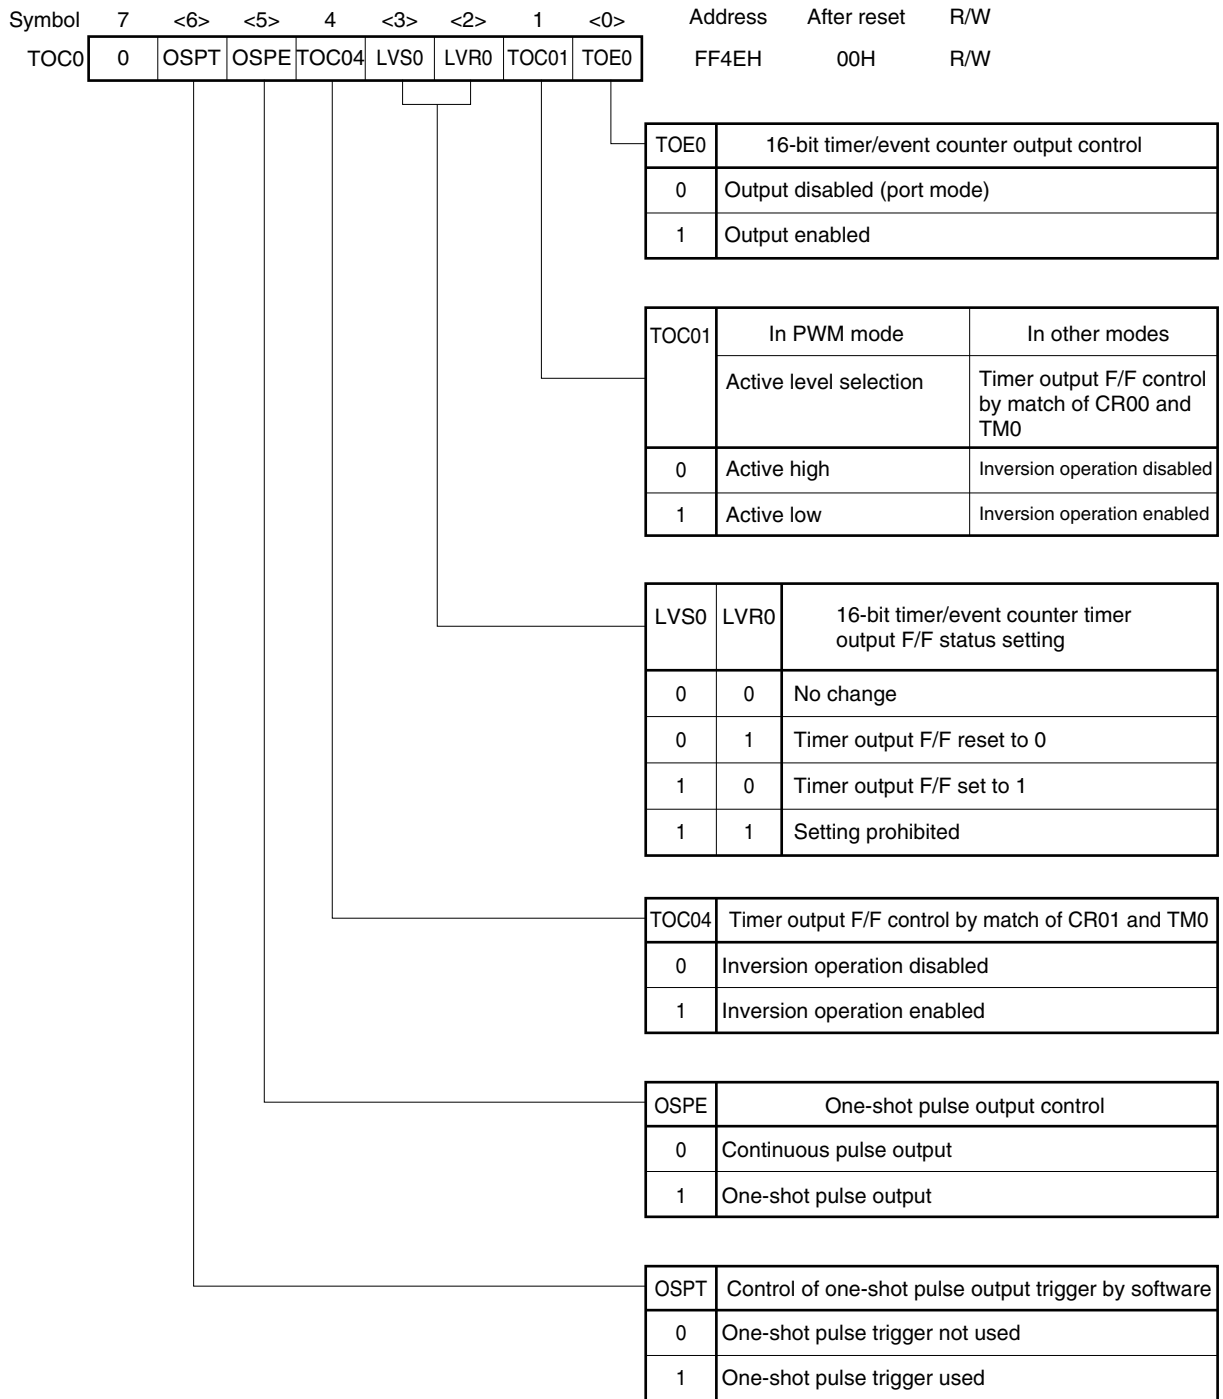 Symbol 7 <6> <5> 4 <3> <2> 1 <0> Address After reset R/W
TOC0 0 OSPT OSPE TOC04 LVS0 LVR0 TOC01 TOE0 FF4EH 00H R/W
TOE0 16-bit timer/event counter output control
0 Output disabled (port mode)
1 Output enabled
TOC01 In PWM mode In other modes
Active level selection Timer output F/F control
by match of CR00 and
TM0
0 Active high Inversion operation disabled
1 Active low Inversion operation enabled
LVS0 LVR0 16-bit timer/event counter timer
output F/F status setting
0 0 No change
0 1 Timer output F/F reset to 0
1 0 Timer output F/F set to 1
1 1 Setting prohibited
TOC04 Timer output F/F control by match of CR01 and TM0
0 Inversion operation disabled
1 Inversion operation enabled
OSPE One-shot pulse output control
0 Continuous pulse output
1 One-shot pulse output
OSPT Control of one-shot pulse output trigger by software
0 One-shot pulse trigger not used
1 One-shot pulse trigger used